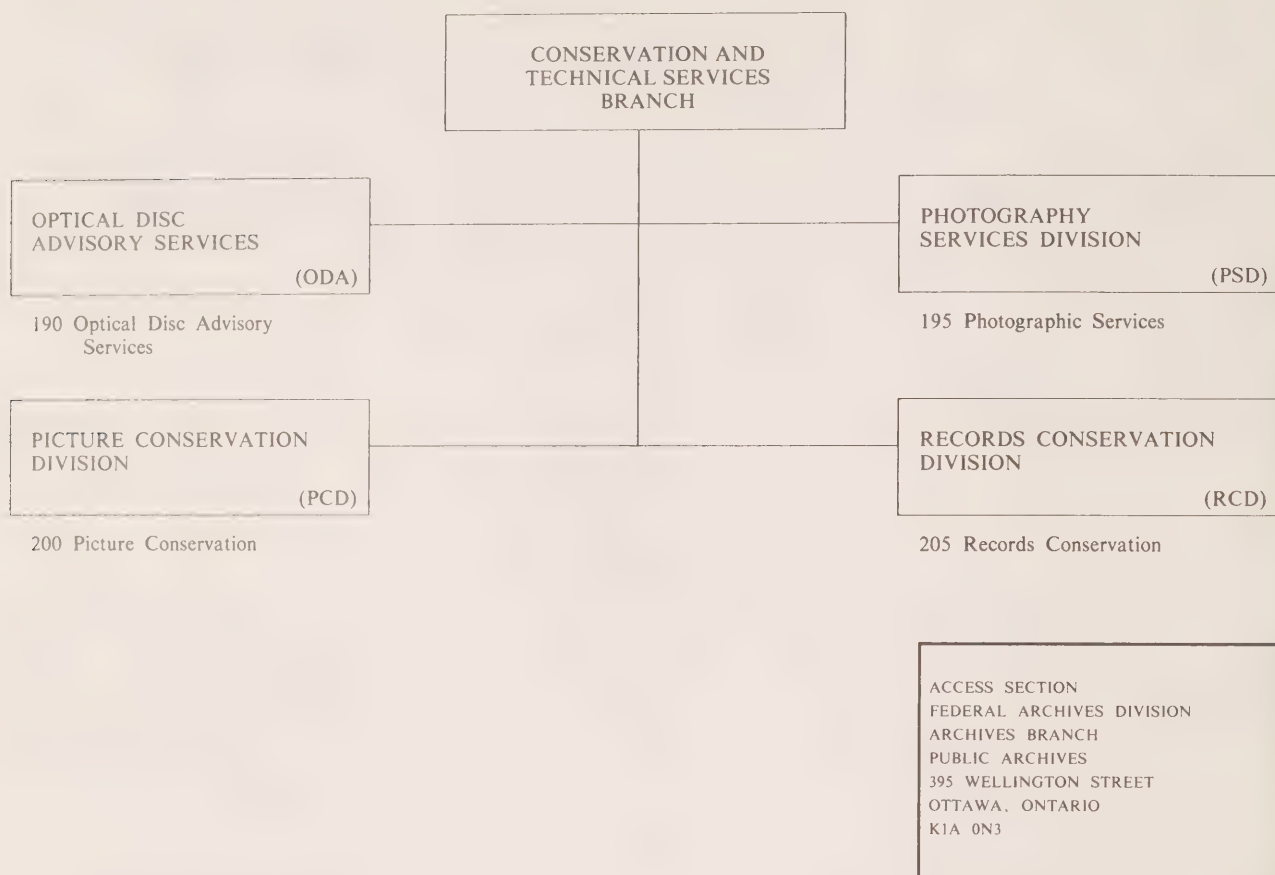 CONSERVATION AND
TECHNICAL SERVICES
BRANCH
OPTICAL DISC
ADVISORY SERVICES
(ODA)
190 Optical Disc Advisory
Services
PHOTOGRAPHY
SERVICES DIVISION
(PSD)
195 Photographic Services
PICTURE CONSERVATION
DIVISION
(PCD)
200 Picture Conservation
RECORDS CONSERVATION
DIVISION
(RCD)
205 Records Conservation
ACCESS SECTION
FEDERAL ARCHIVES DIVISION
ARCHIVES BRANCH
PUBLIC ARCHIVES
395 WELLINGTON STREET
OTTAWA, ONTARIO
K1A 0N3